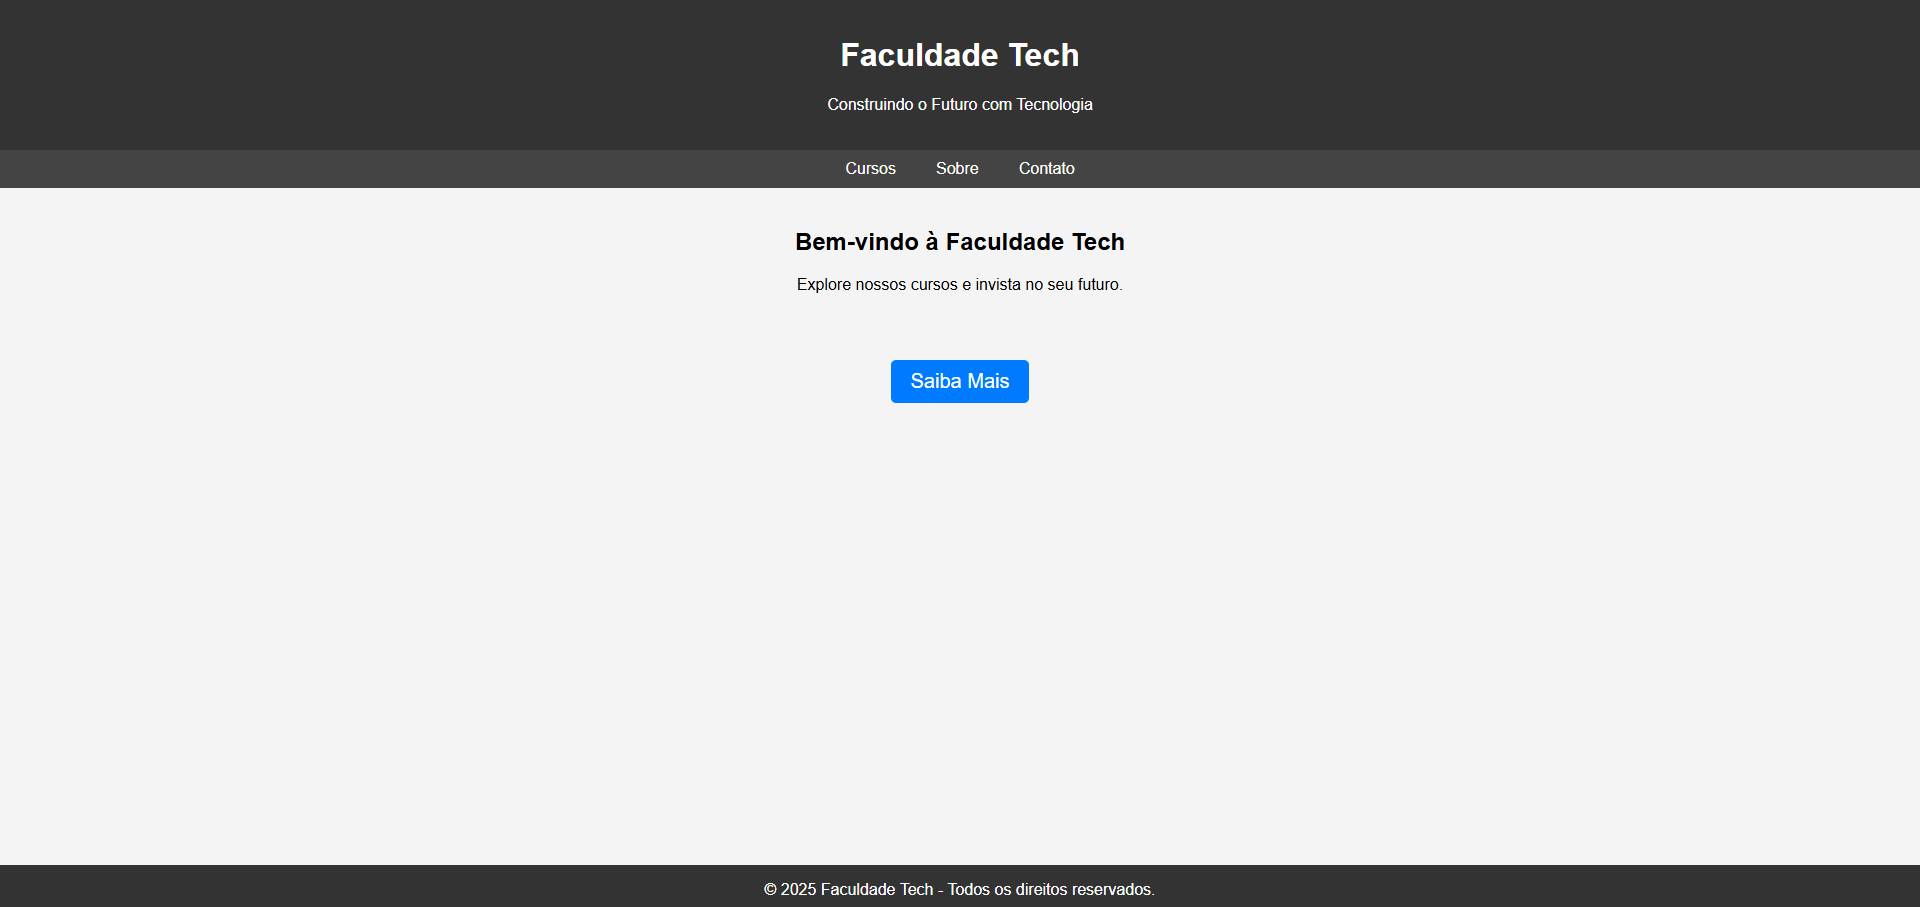 Faculdade Tech
Construindo o Futuro com Tecnologia
Cursos Sobre Contato
Bem-vindo à Faculdade Tech
Explore nossos cursos e invista no seu futuro.
Saiba Mais
© 2025 Faculdade Tech - Todos os direitos reservados.